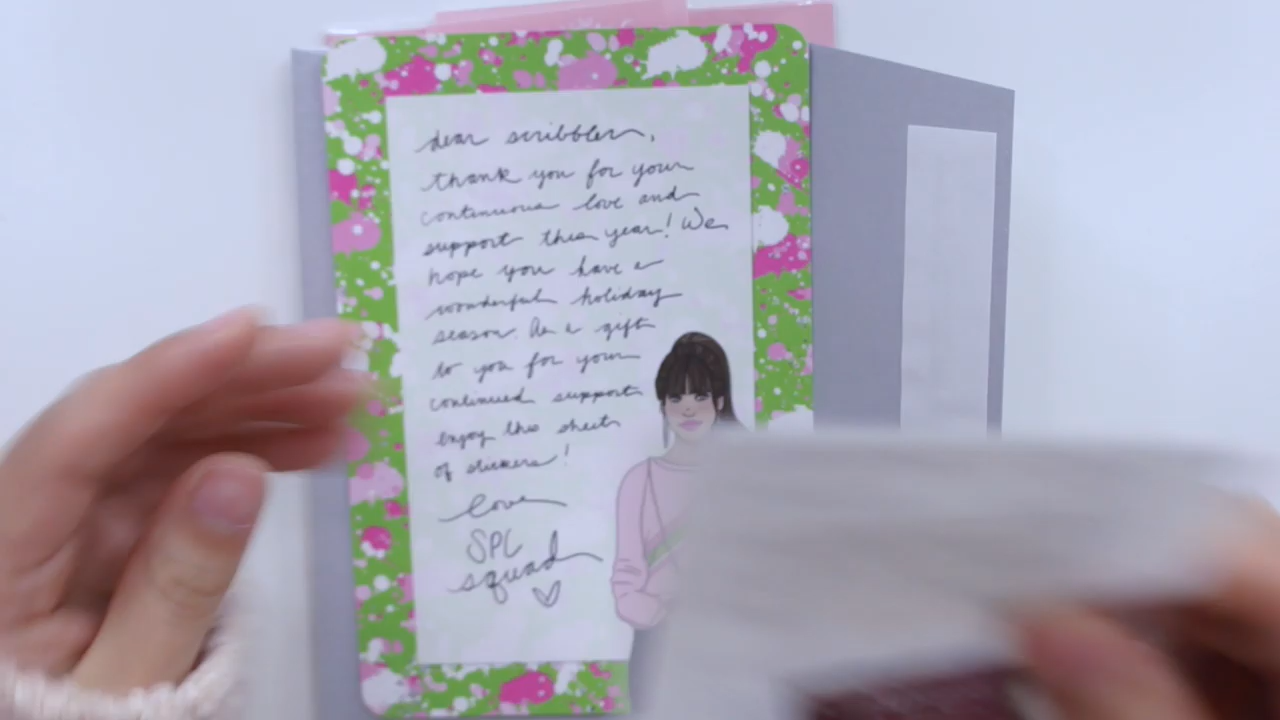 dear scribbler,
thank you for your
continuous love and
support this year! We
hope you have a
wonderful holiday
season. As a gift
to you for your
continued support
enjoy this sheet
of stickers!
love
SPC
squad